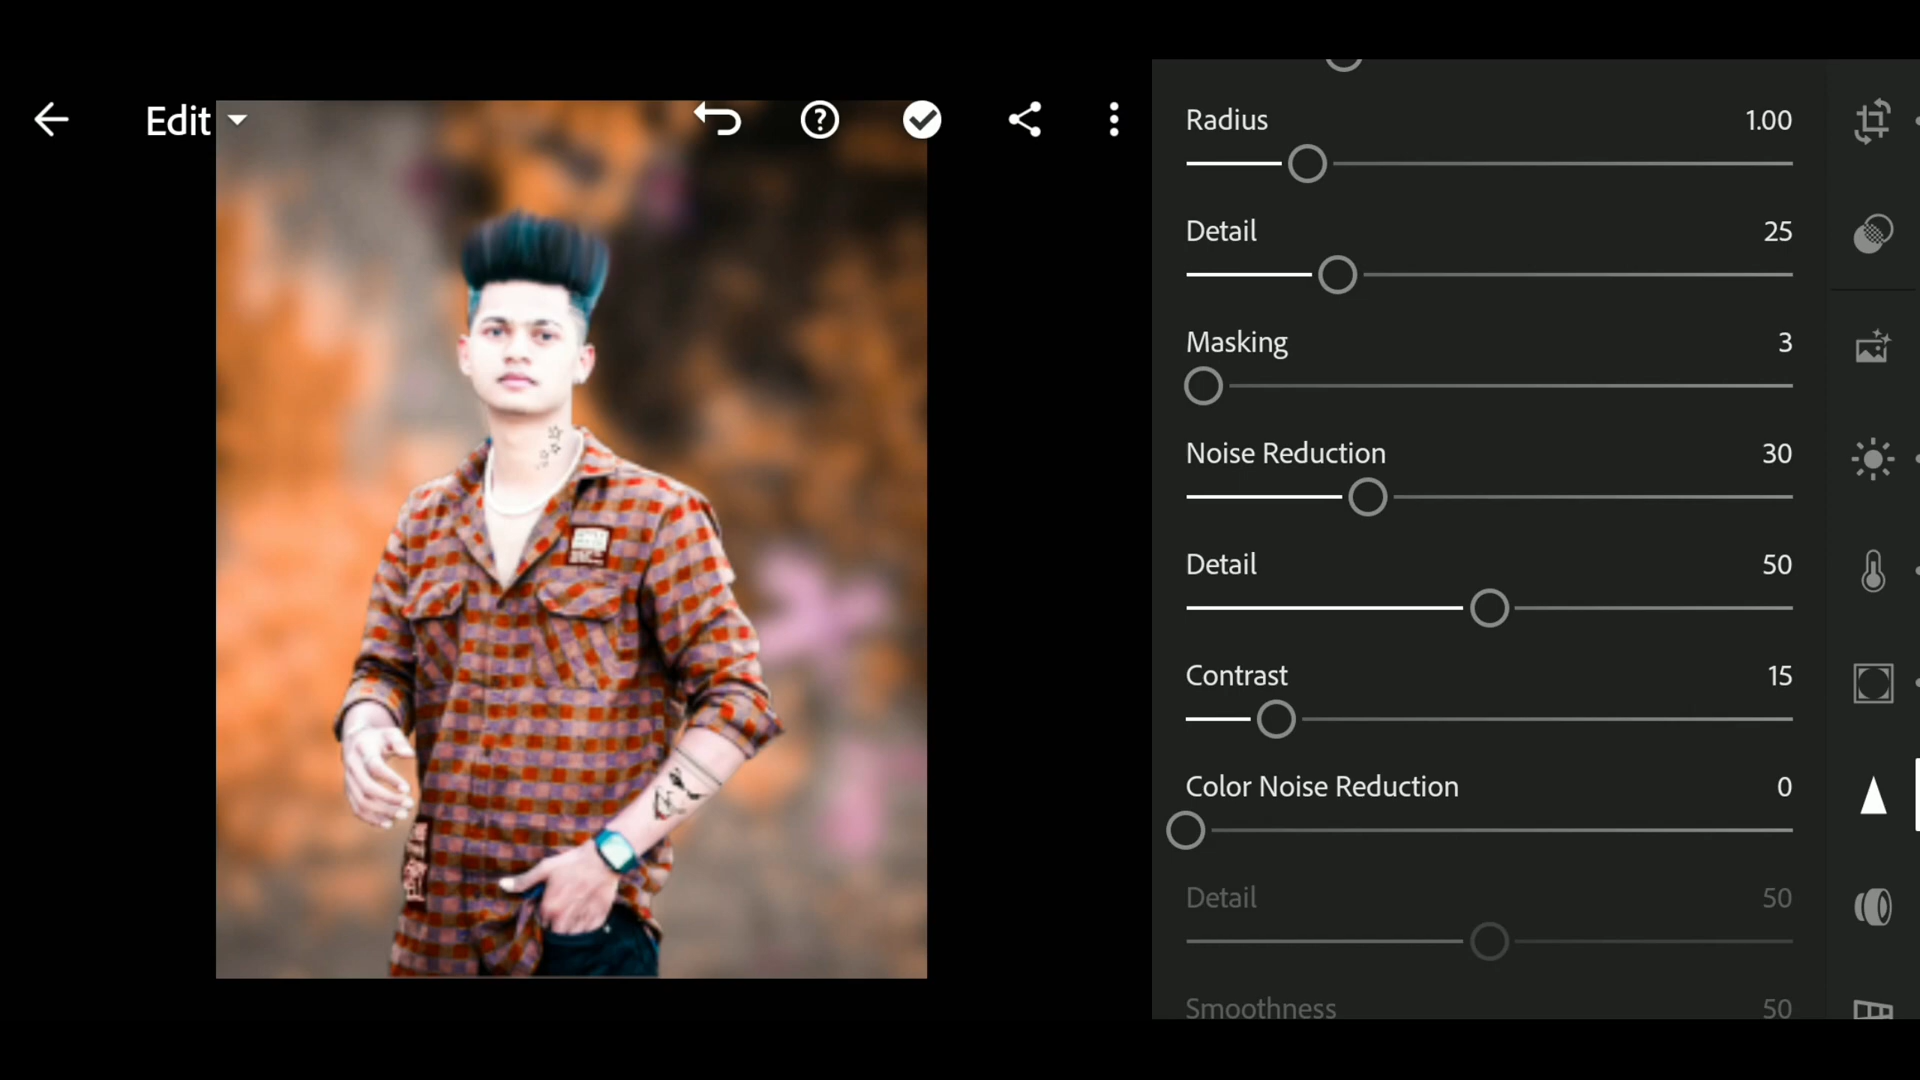 Edit
Radius 1.00
Detail 25
Masking 3
Noise Reduction 30
Detail 50
Contrast 15
Color Noise Reduction 0
Detail 50
Smoothness 50